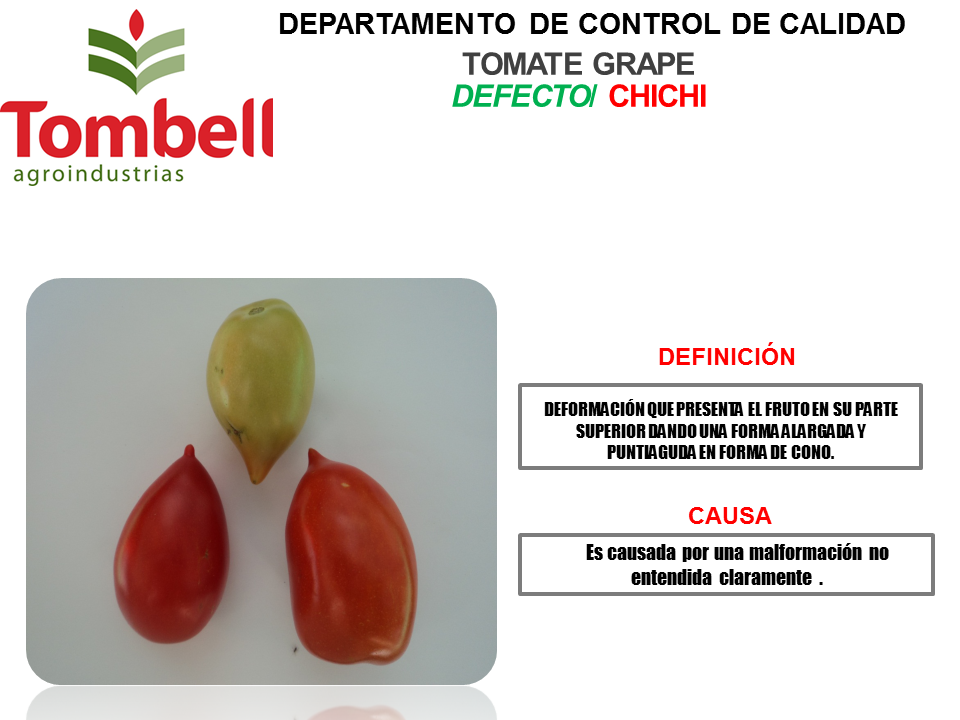 DEPARTAMENTO DE CONTROL DE CALIDAD
TOMATE GRAPE
DEFECTO/ CHICHI
Tombell
agroindustrias
DEFINICIÓN
DEFORMACIÓN QUE PRESENTA EL FRUTO EN SU PARTE
SUPERIOR DANDO UNA FORMA ALARGADA Y
PUNTIAGUDA EN FORMA DE CONO.
CAUSA
Es causada por una malformación no
entendida claramente .